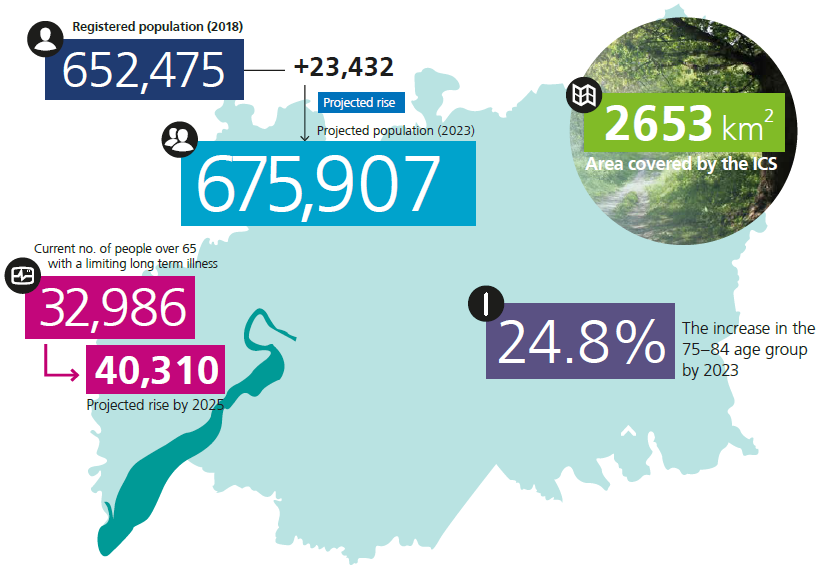 Registered population (2018)
652,475
+23,432
Projected rise
Projected population (2023)
675,907
2653 km²
Area covered by the ICS
Current no. of people over 65
with a limiting long term illness
32,986
40,310
Projected rise by 2025
24.8%
The increase in the
75–84 age group
by 2023